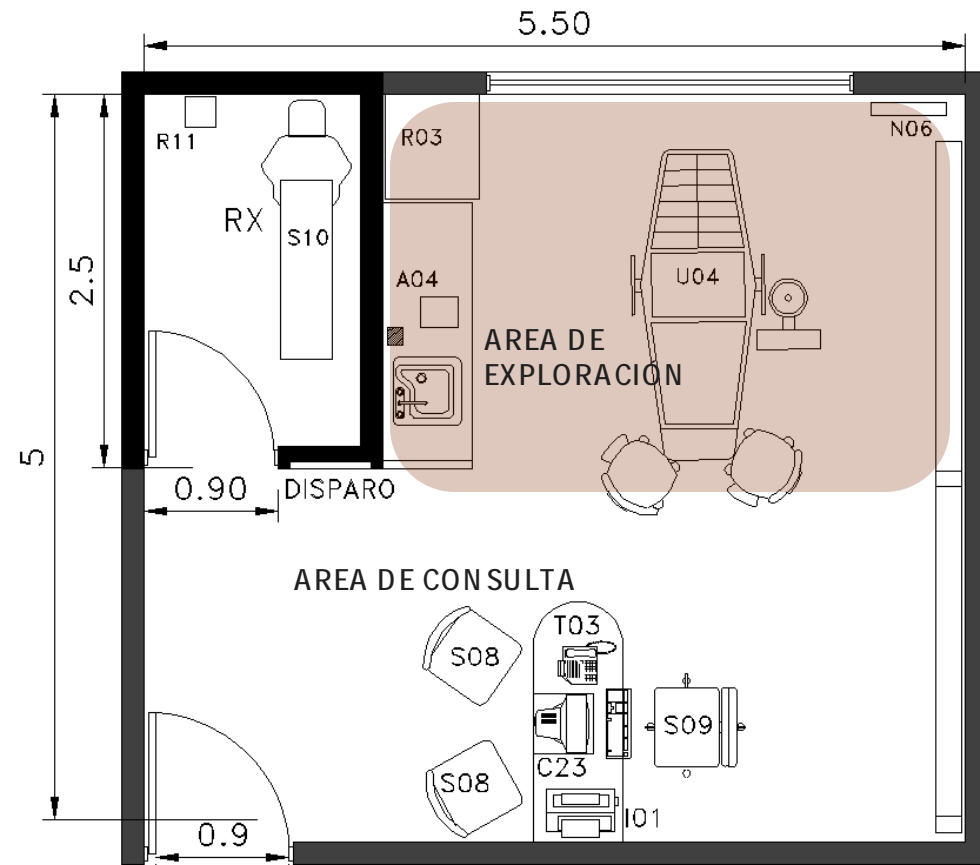 5.50
R11
R03
N06
RX
S10
2.5
A04
U04
AREA DE
EXPLORACIÓN
5
0.90
DISPARO
AREA DE CONSULTA
T03
S08
S09
C23
S08
I01
0.9